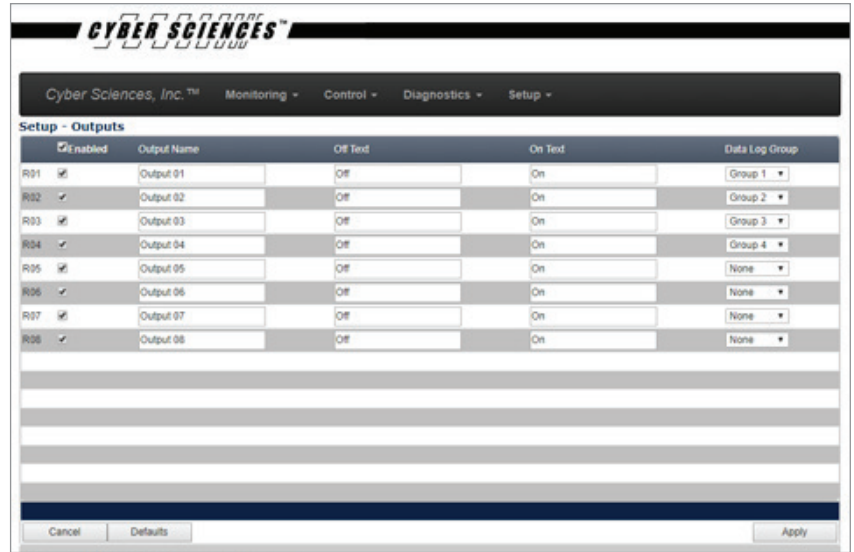 CYBER SCIENCES™
Cyber Sciences, Inc.™ Monitoring Control Diagnostics Setup
Setup - Outputs
Enabled Output Name Off Text On Text Data Log Group
R01 Output 01 Off On Group 1
R02 Output 02 Off On Group 2
R03 Output 03 Off On Group 3
R04 Output 04 Off On Group 4
R05 Output 05 Off On None
R06 Output 06 Off On None
R07 Output 07 Off On None
R08 Output 08 Off On None
Cancel Defaults Apply